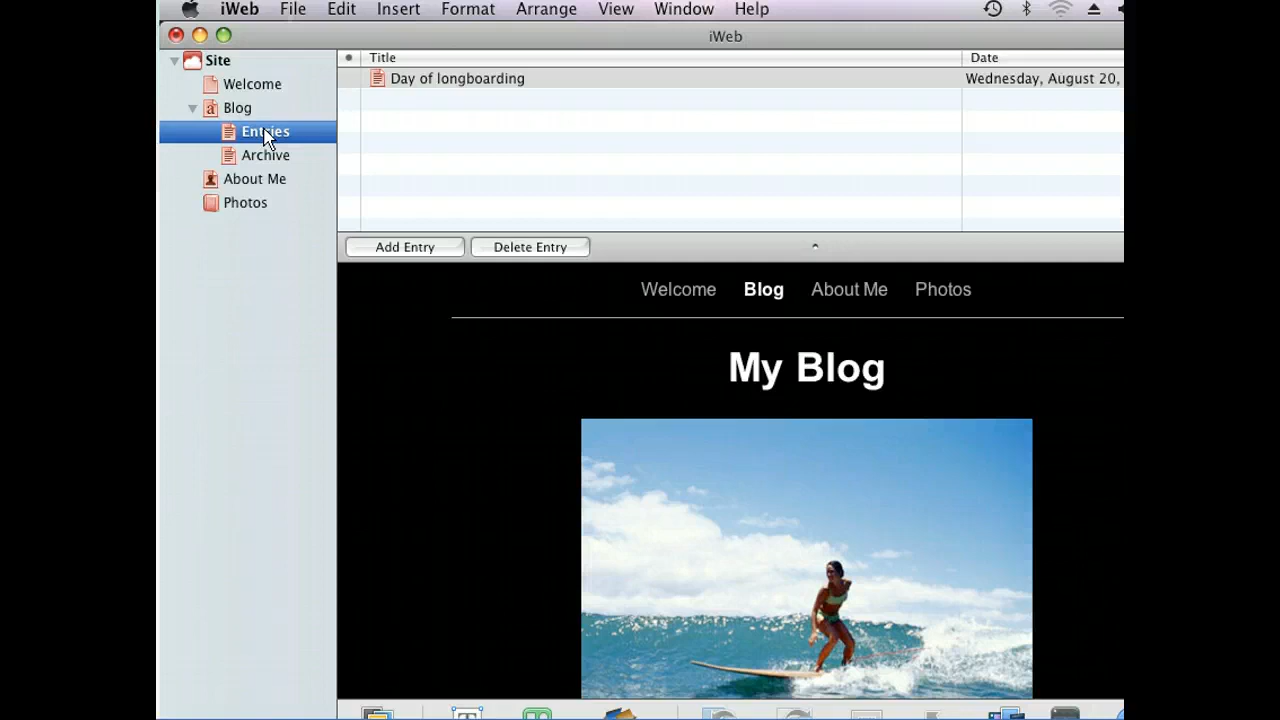 iWeb File Edit Insert Format Arrange View Window Help
iWeb
Site
Welcome
Blog
Entries
Archive
About Me
Photos
Title Date
Day of longboarding Wednesday, August 20,
Add Entry Delete Entry
Welcome Blog About Me Photos
My Blog